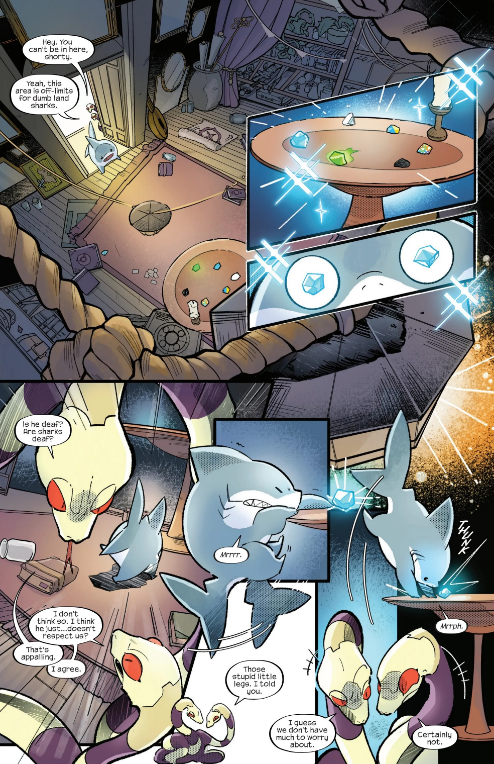 Hey. You
can't be in here,
shorty.
Yeah, this
area is off-limits
for dumb land
sharks.
Is he deaf?
Are sharks
deaf?
Mrrr.
THUNK
Mrrph.
I don't
think so. I think
he just...doesn't
respect us?
That's
appalling.
I agree.
Those
stupid little
legs. I told
you.
I guess
we don't have
much to worry
about.
Certainly
not.